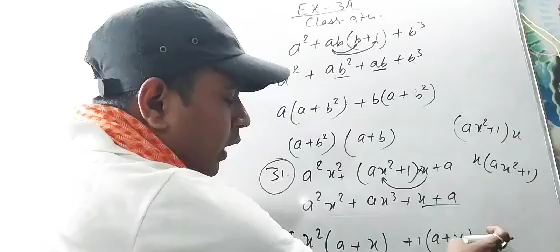 EX-3A
Class 9th
a² + ab(b+1) + b³
a² + ab² + ab + b³
a(a+b²) + b(a+b²)
(a+b²) (a+b)
(ax²+1)x
31. a²x² + (ax²+1)x + a
x(ax²+1)
a²x² + ax³ + x + a
x²(a+x) + 1(a+x)